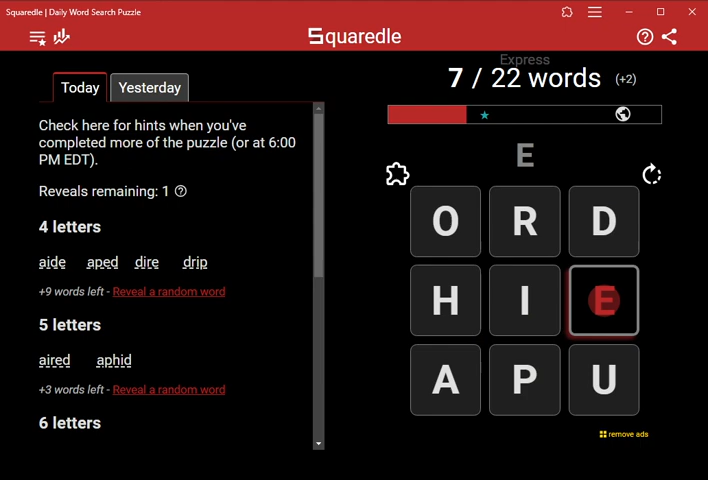 Squaredle | Daily Word Search Puzzle
Squaredle
Today
Yesterday
Check here for hints when you've
completed more of the puzzle (or at 6:00
PM EDT).
Reveals remaining: 1
4 letters
aide aped dire drip
+9 words left - Reveal a random word
5 letters
aired aphid
+3 words left - Reveal a random word
6 letters
Express
7 / 22 words (+2)
E
O R D
H I E
A P U
remove ads